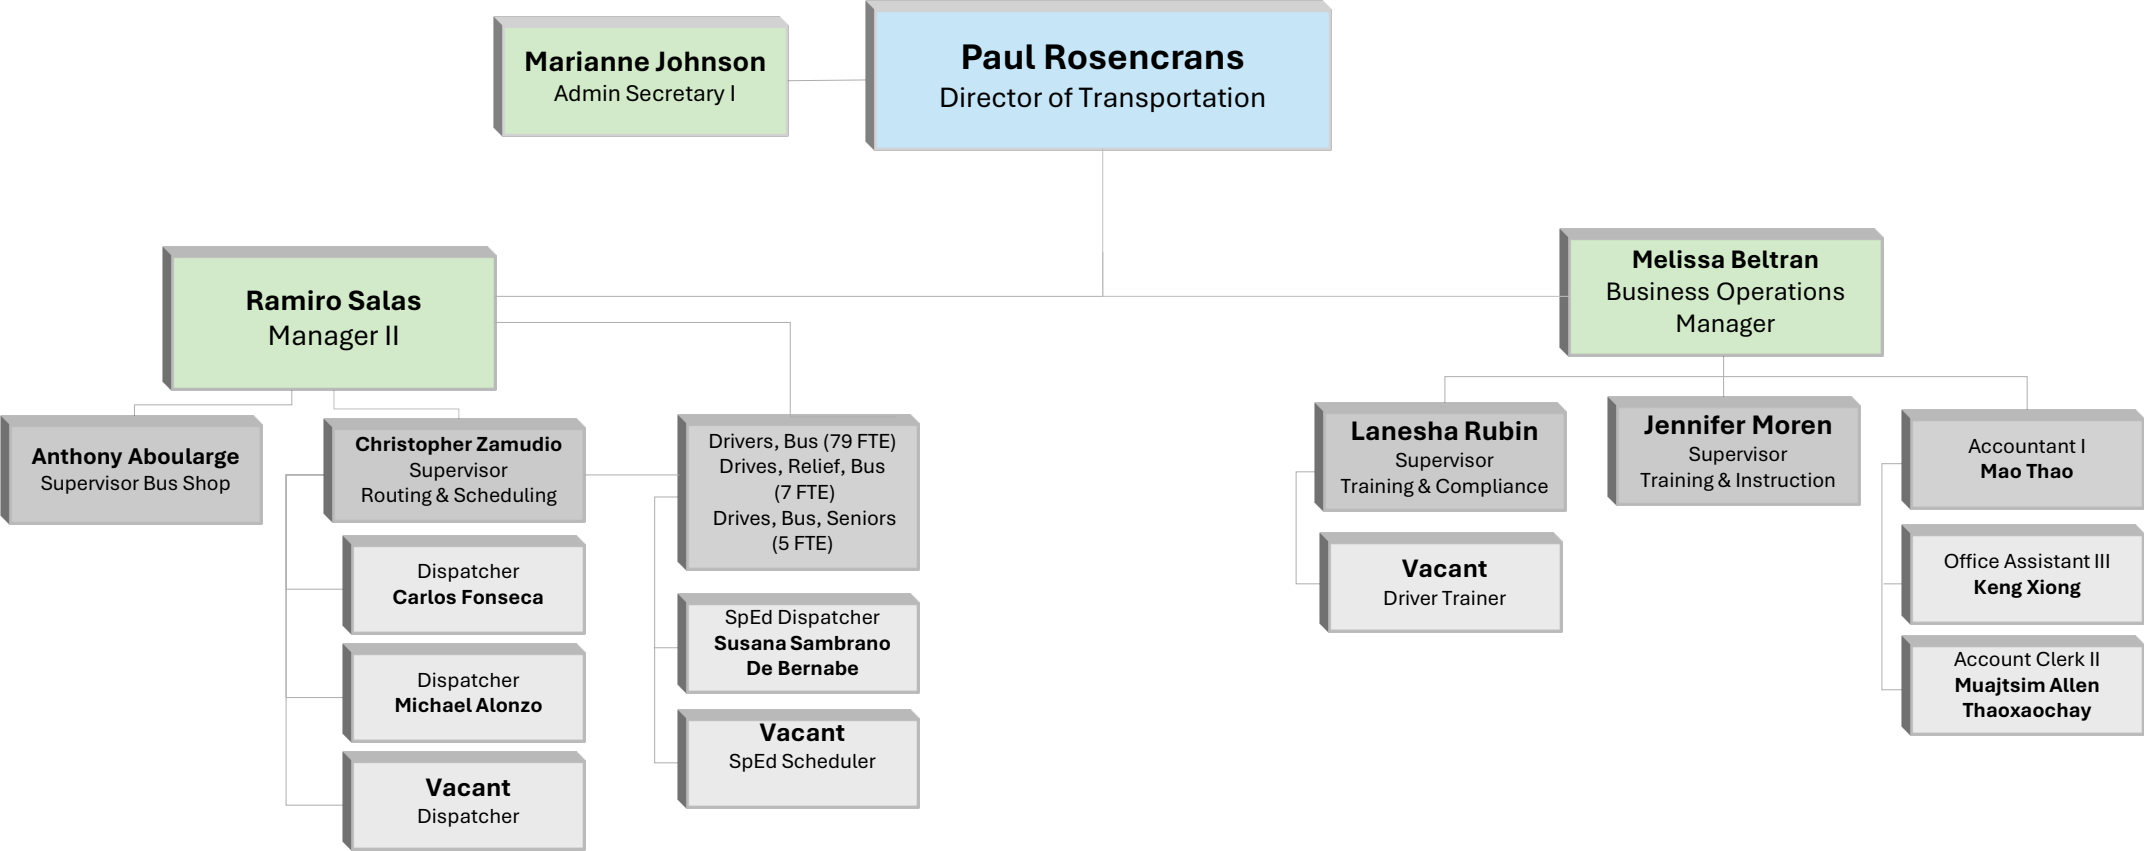 Marianne Johnson
Admin Secretary I
Paul Rosencrans
Director of Transportation
Ramiro Salas
Manager II
Melissa Beltran
Business Operations
Manager
Anthony Aboularge
Supervisor Bus Shop
Christopher Zamudio
Supervisor
Routing & Scheduling
Dispatcher
Carlos Fonseca
Dispatcher
Michael Alonzo
Vacant
Dispatcher
Drivers, Bus (79 FTE)
Drives, Relief, Bus
(7 FTE)
Drives, Bus, Seniors
(5 FTE)
SpEd Dispatcher
Susana Sambrano
De Bernabe
Vacant
SpEd Scheduler
Lanesha Rubin
Supervisor
Training & Compliance
Vacant
Driver Trainer
Jennifer Moren
Supervisor
Training & Instruction
Accountant I
Mao Thao
Office Assistant III
Keng Xiong
Account Clerk II
Muajtsim Allen
Thaoxaochay